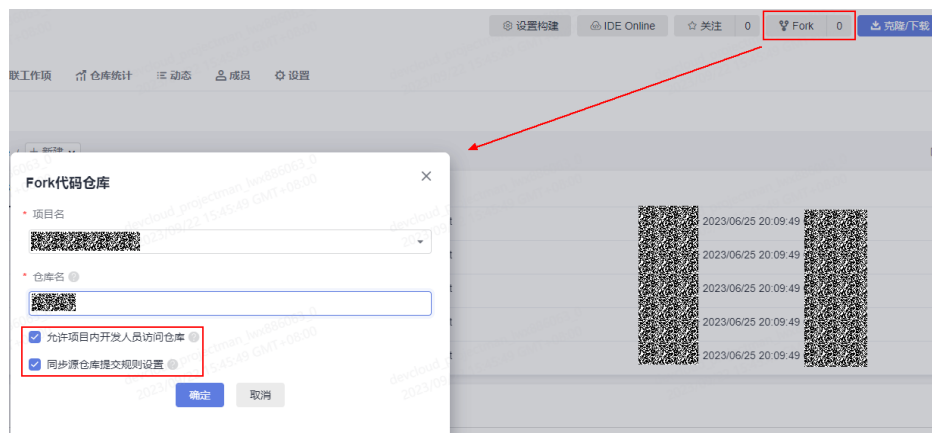 设置构建 IDE Online 关注 0 Fork 0 克隆/下载
联工作项 仓库统计 动态 成员 设置
+ 新建
Fork代码仓库
* 项目名
* 仓库名
允许项目内开发人员访问仓库
同步源仓库提交规则设置
确定 取消
t 2023/06/25 20:09:49
t 2023/06/25 20:09:49
t 2023/06/25 20:09:49
t 2023/06/25 20:09:49
t 2023/06/25 20:09:49